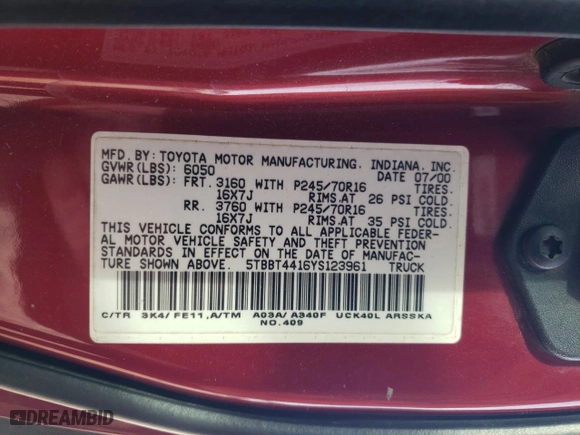 MFD. BY: TOYOTA MOTOR MANUFACTURING. INDIANA, INC.
GVWR(LBS): 6050 07/00
GAWR(LBS): FRT. 3160 WITH P245/70R16 TIRES.
16X7J RIMS.AT 26 PSI COLD.
RR. 3760 WITH P245/70R16 TIRES.
16X7J RIMS.AT 35 PSI COLD.
THIS VEHICLE CONFORMS TO ALL APPLICABLE FEDER-
AL MOTOR VEHICLE SAFETY AND THEFT PREVENTION
STANDARDS IN EFFECT ON THE DATE OF MANUFAC-
TURE SHOWN ABOVE. 5TBBT4416YS123961 TRUCK
C/TR 3K4/ FE11,A/TM A03A/ A340F UCK40L ARSSKA
NO.409
DREAMBID